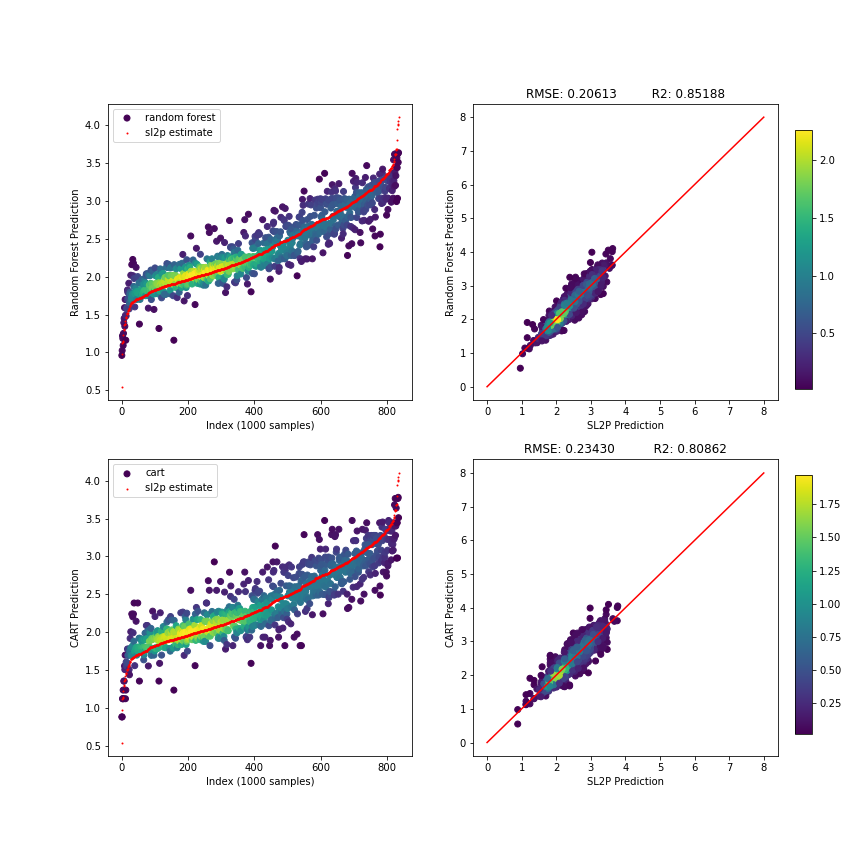 RMSE: 0.20613 R2: 0.85188
random forest
sl2p estimate
4.0
3.5
3.0
2.5
2.0
1.5
1.0
0.5
Random Forest Prediction
0 200 400 600 800
Index (1000 samples)
8
7
6
5
4
3
2
1
0
Random Forest Prediction
0 1 2 3 4 5 6 7 8
SL2P Prediction
2.0
1.5
1.0
0.5
RMSE: 0.23430 R2: 0.80862
cart
sl2p estimate
4.0
3.5
3.0
2.5
2.0
1.5
1.0
0.5
CART Prediction
0 200 400 600 800
Index (1000 samples)
8
7
6
5
4
3
2
1
0
CART Prediction
0 1 2 3 4 5 6 7 8
SL2P Prediction
1.75
1.50
1.25
1.00
0.75
0.50
0.25